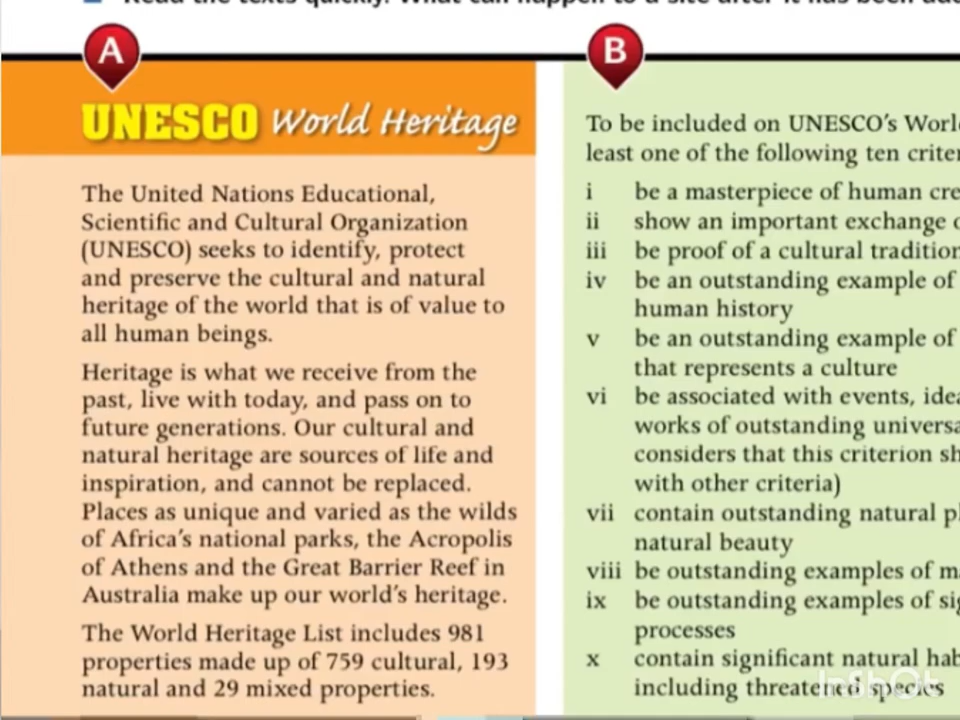 A
B
UNESCO World Heritage
The United Nations Educational,
Scientific and Cultural Organization
(UNESCO) seeks to identify, protect
and preserve the cultural and natural
heritage of the world that is of value to
all human beings.
Heritage is what we receive from the
past, live with today, and pass on to
future generations. Our cultural and
natural heritage are sources of life and
inspiration, and cannot be replaced.
Places as unique and varied as the wilds
of Africa's national parks, the Acropolis
of Athens and the Great Barrier Reef in
Australia make up our world's heritage.
The World Heritage List includes 981
properties made up of 759 cultural, 193
natural and 29 mixed properties.
To be included on UNESCO's
least one of the following ten
i be a masterpiece of human
ii show an important exchange
iii be proof of a cultural
iv be an outstanding example of
human history
v be an outstanding example of
that represents a culture
vi be associated with events,
works of outstanding
considers that this criterion
with other criteria)
vii contain outstanding natural
natural beauty
viii be outstanding examples of
ix be outstanding examples of
processes
x contain significant natural
including threatened species
InShOt